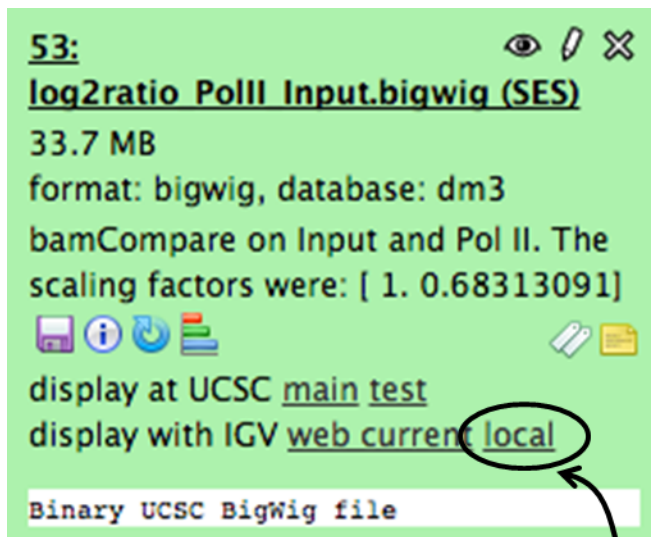 53:
log2ratio_PolII_Input.bigwig (SES)
33.7 MB
format: bigwig, database: dm3
bamCompare on Input and Pol II. The
scaling factors were: [ 1. 0.68313091]
display at UCSC main test
display with IGV web current local
Binary UCSC BigWig file